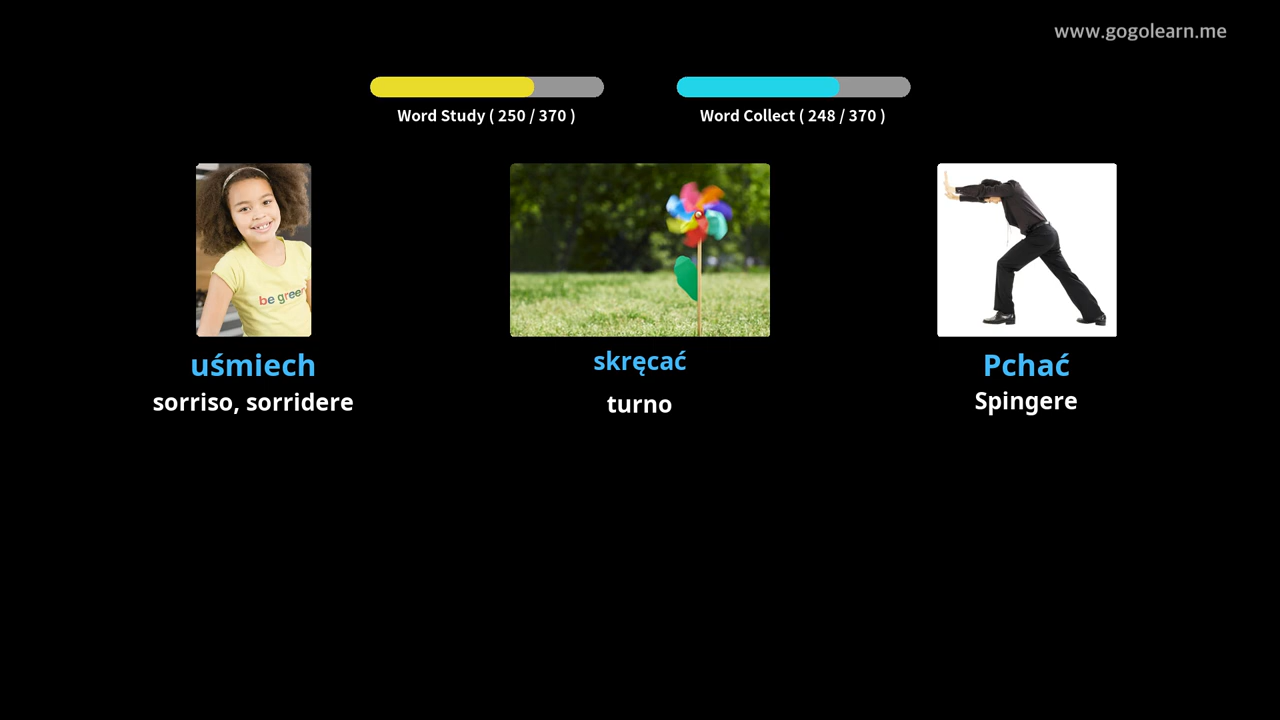 www.gogolearn.me
Word Study ( 250 / 370 )
Word Collect ( 248 / 370 )
be green
uśmiech
sorriso, sorridere
skręcać
turno
Pchać
Spingere